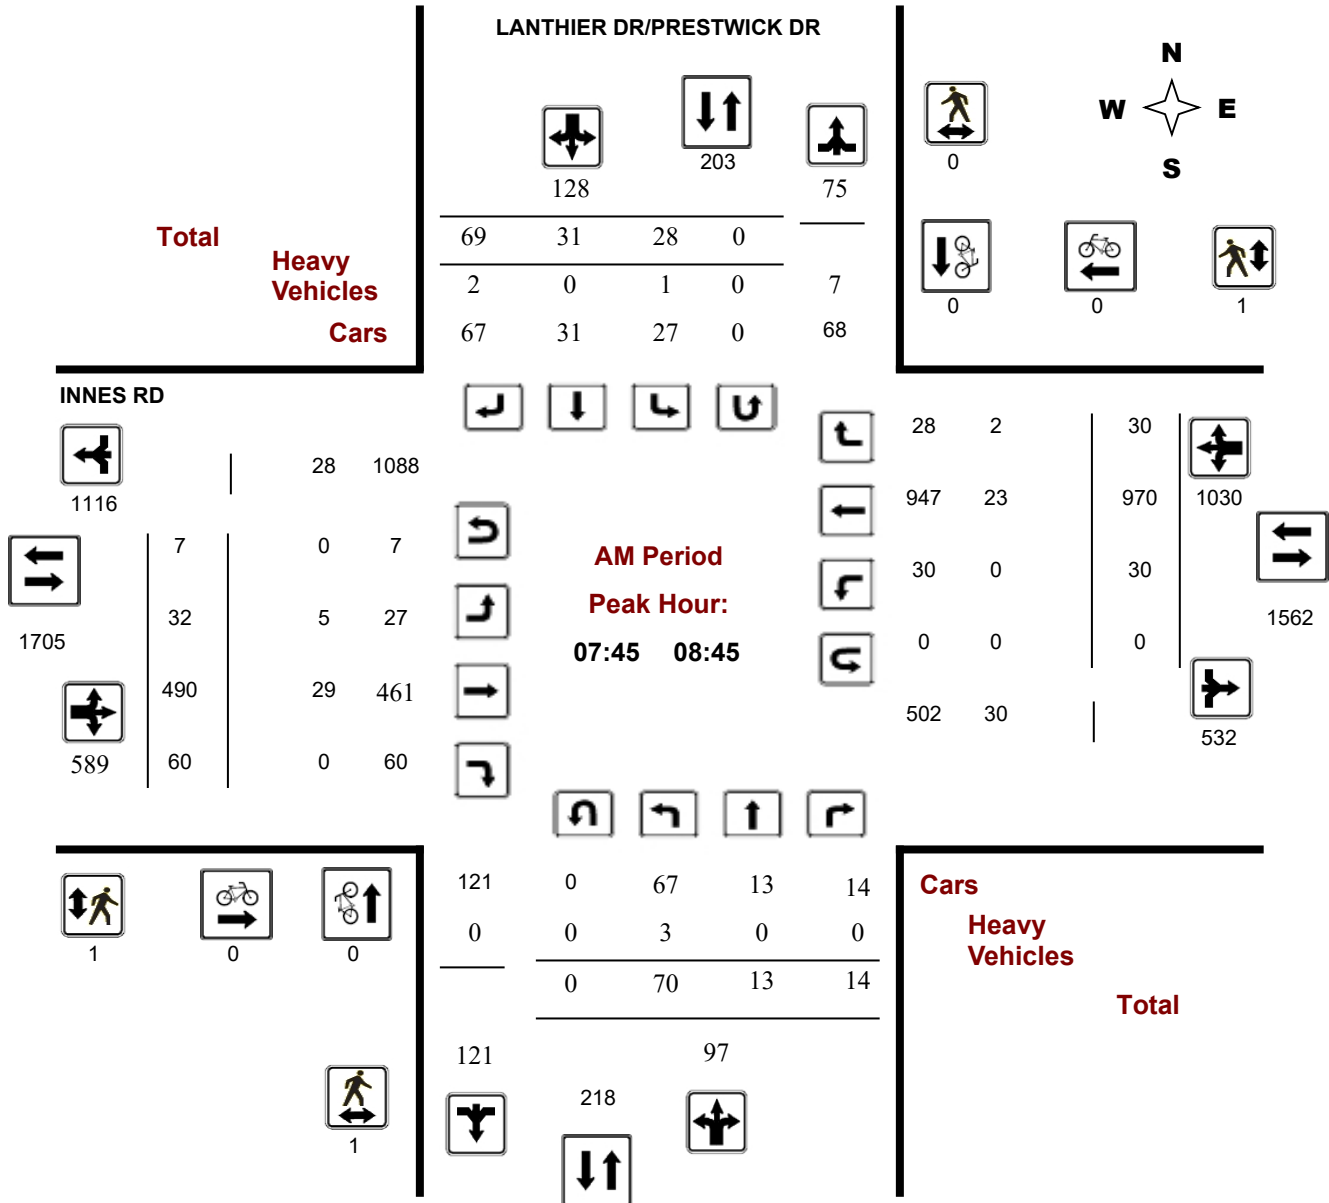 LANTHIER DR/PRESTWICK DR
N
W E
S
203
0
128 75
Total 69 31 28 0
Heavy
Vehicles 2 0 1 0 7
0 0 1
Cars 67 31 27 0 68
INNES RD
28 2 30
28 1088
1116
947 23 970 1030
7 0 7
AM Period
30 0 30
Peak Hour:
32 5 27
1562
1705
07:45 08:45
0 0 0
490 29 461
502 30
532
589 60 0 60
121 0 67 13 14
Cars
0 0 3 0 0
Heavy
Vehicles
1 0 0
0 70 13 14
Total
121 97
218
1